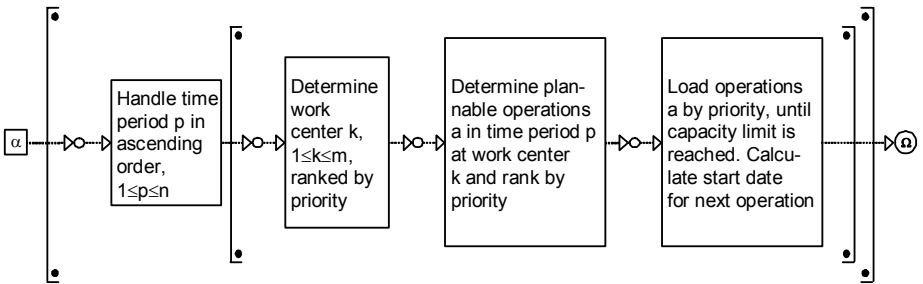 α
Handle time
period p in
ascending
order,
1≤p≤n
Determine
work
center k,
1≤k≤m,
ranked by
priority
Determine plan-
nable operations
a in time period p
at work center
k and rank by
priority
Load operations
a by priority, until
capacity limit is
reached. Calcu-
late start date
for next operation
Ω